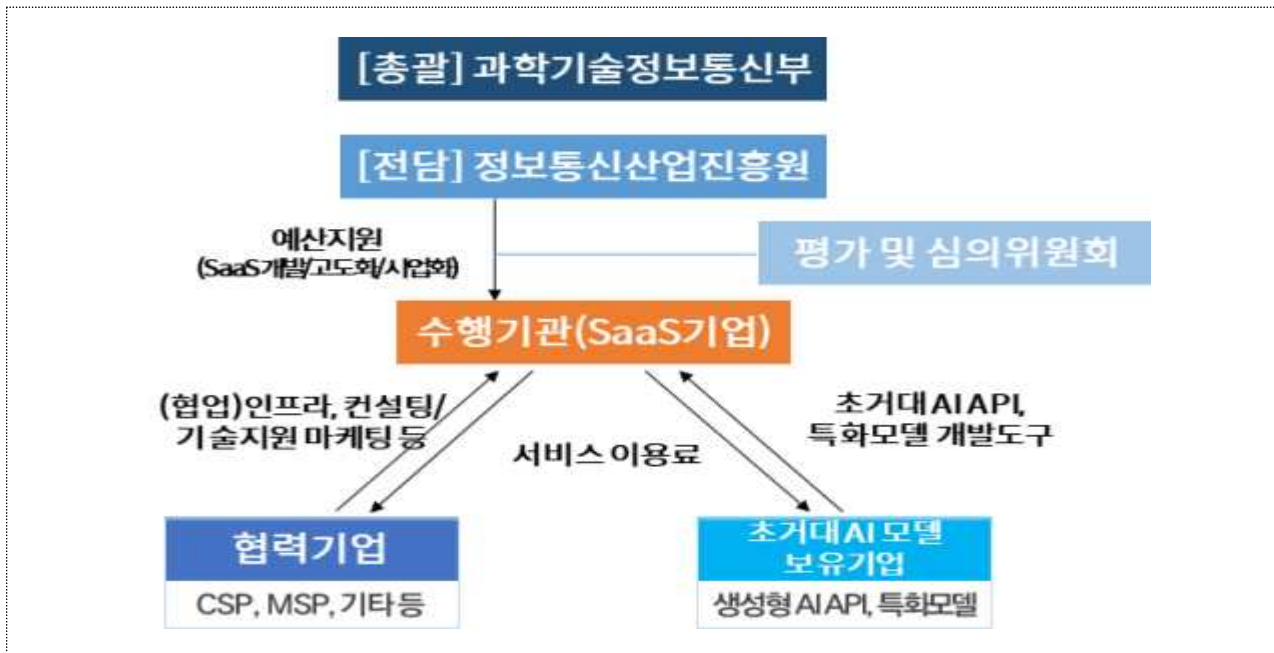 [총괄] 과학기술정보통신부
[전담] 정보통신산업진흥원
예산지원
(SaaS개발/고도화/사업화)
평가 및 심의위원회
수행기관(SaaS기업)
(협업)인프라, 컨설팅/
기술지원 마케팅 등
서비스 이용료
초거대 AI API,
특화모델 개발도구
협력기업
CSP, MSP, 기타 등
초거대 AI 모델
보유기업
생성형 AI API, 특화모델